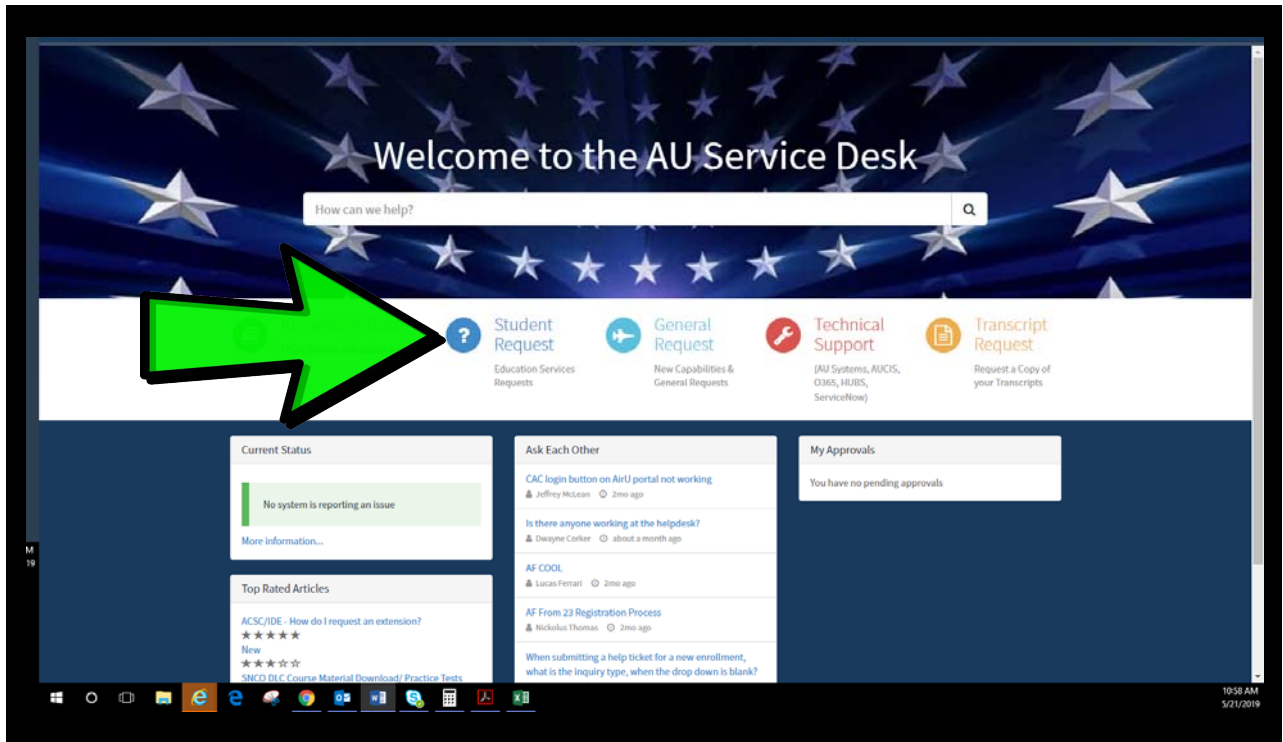 Welcome to the AU Service Desk
How can we help?
?
Student
Request
Education Services
Requests
General
Request
New Capabilities &
General Requests
Technical
Support
(AU Systems, AUCIS,
O365, HUBS,
ServiceNow)
Transcript
Request
Request a Copy of
your Transcripts
Current Status
No system is reporting an issue
More information...
Top Rated Articles
ACSC/IDE - How do I request an extension?
New
SNCO DLC Course Material Download/ Practice Tests
Ask Each Other
CAC login button on AirU portal not working
Jeffrey McLean 2mo ago
Is there anyone working at the helpdesk?
Dwayne Corker about a month ago
AF COOL
Lucas Ferrari 2mo ago
AF From 23 Registration Process
Nickolus Thomas 2mo ago
When submitting a help ticket for a new enrollment,
what is the inquiry type, when the drop down is blank?
My Approvals
You have no pending approvals
M
19
10:58 AM
5/21/2019